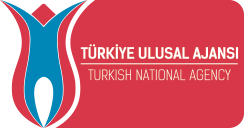 TÜRKİYE ULUSAL AJANSI
TURKISH NATIONAL AGENCY